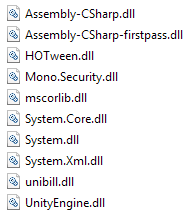 Assembly-CSharp.dll
Assembly-CSharp-firstpass.dll
HOTween.dll
Mono.Security.dll
mscorlib.dll
System.Core.dll
System.dll
System.Xml.dll
unibill.dll
UnityEngine.dll